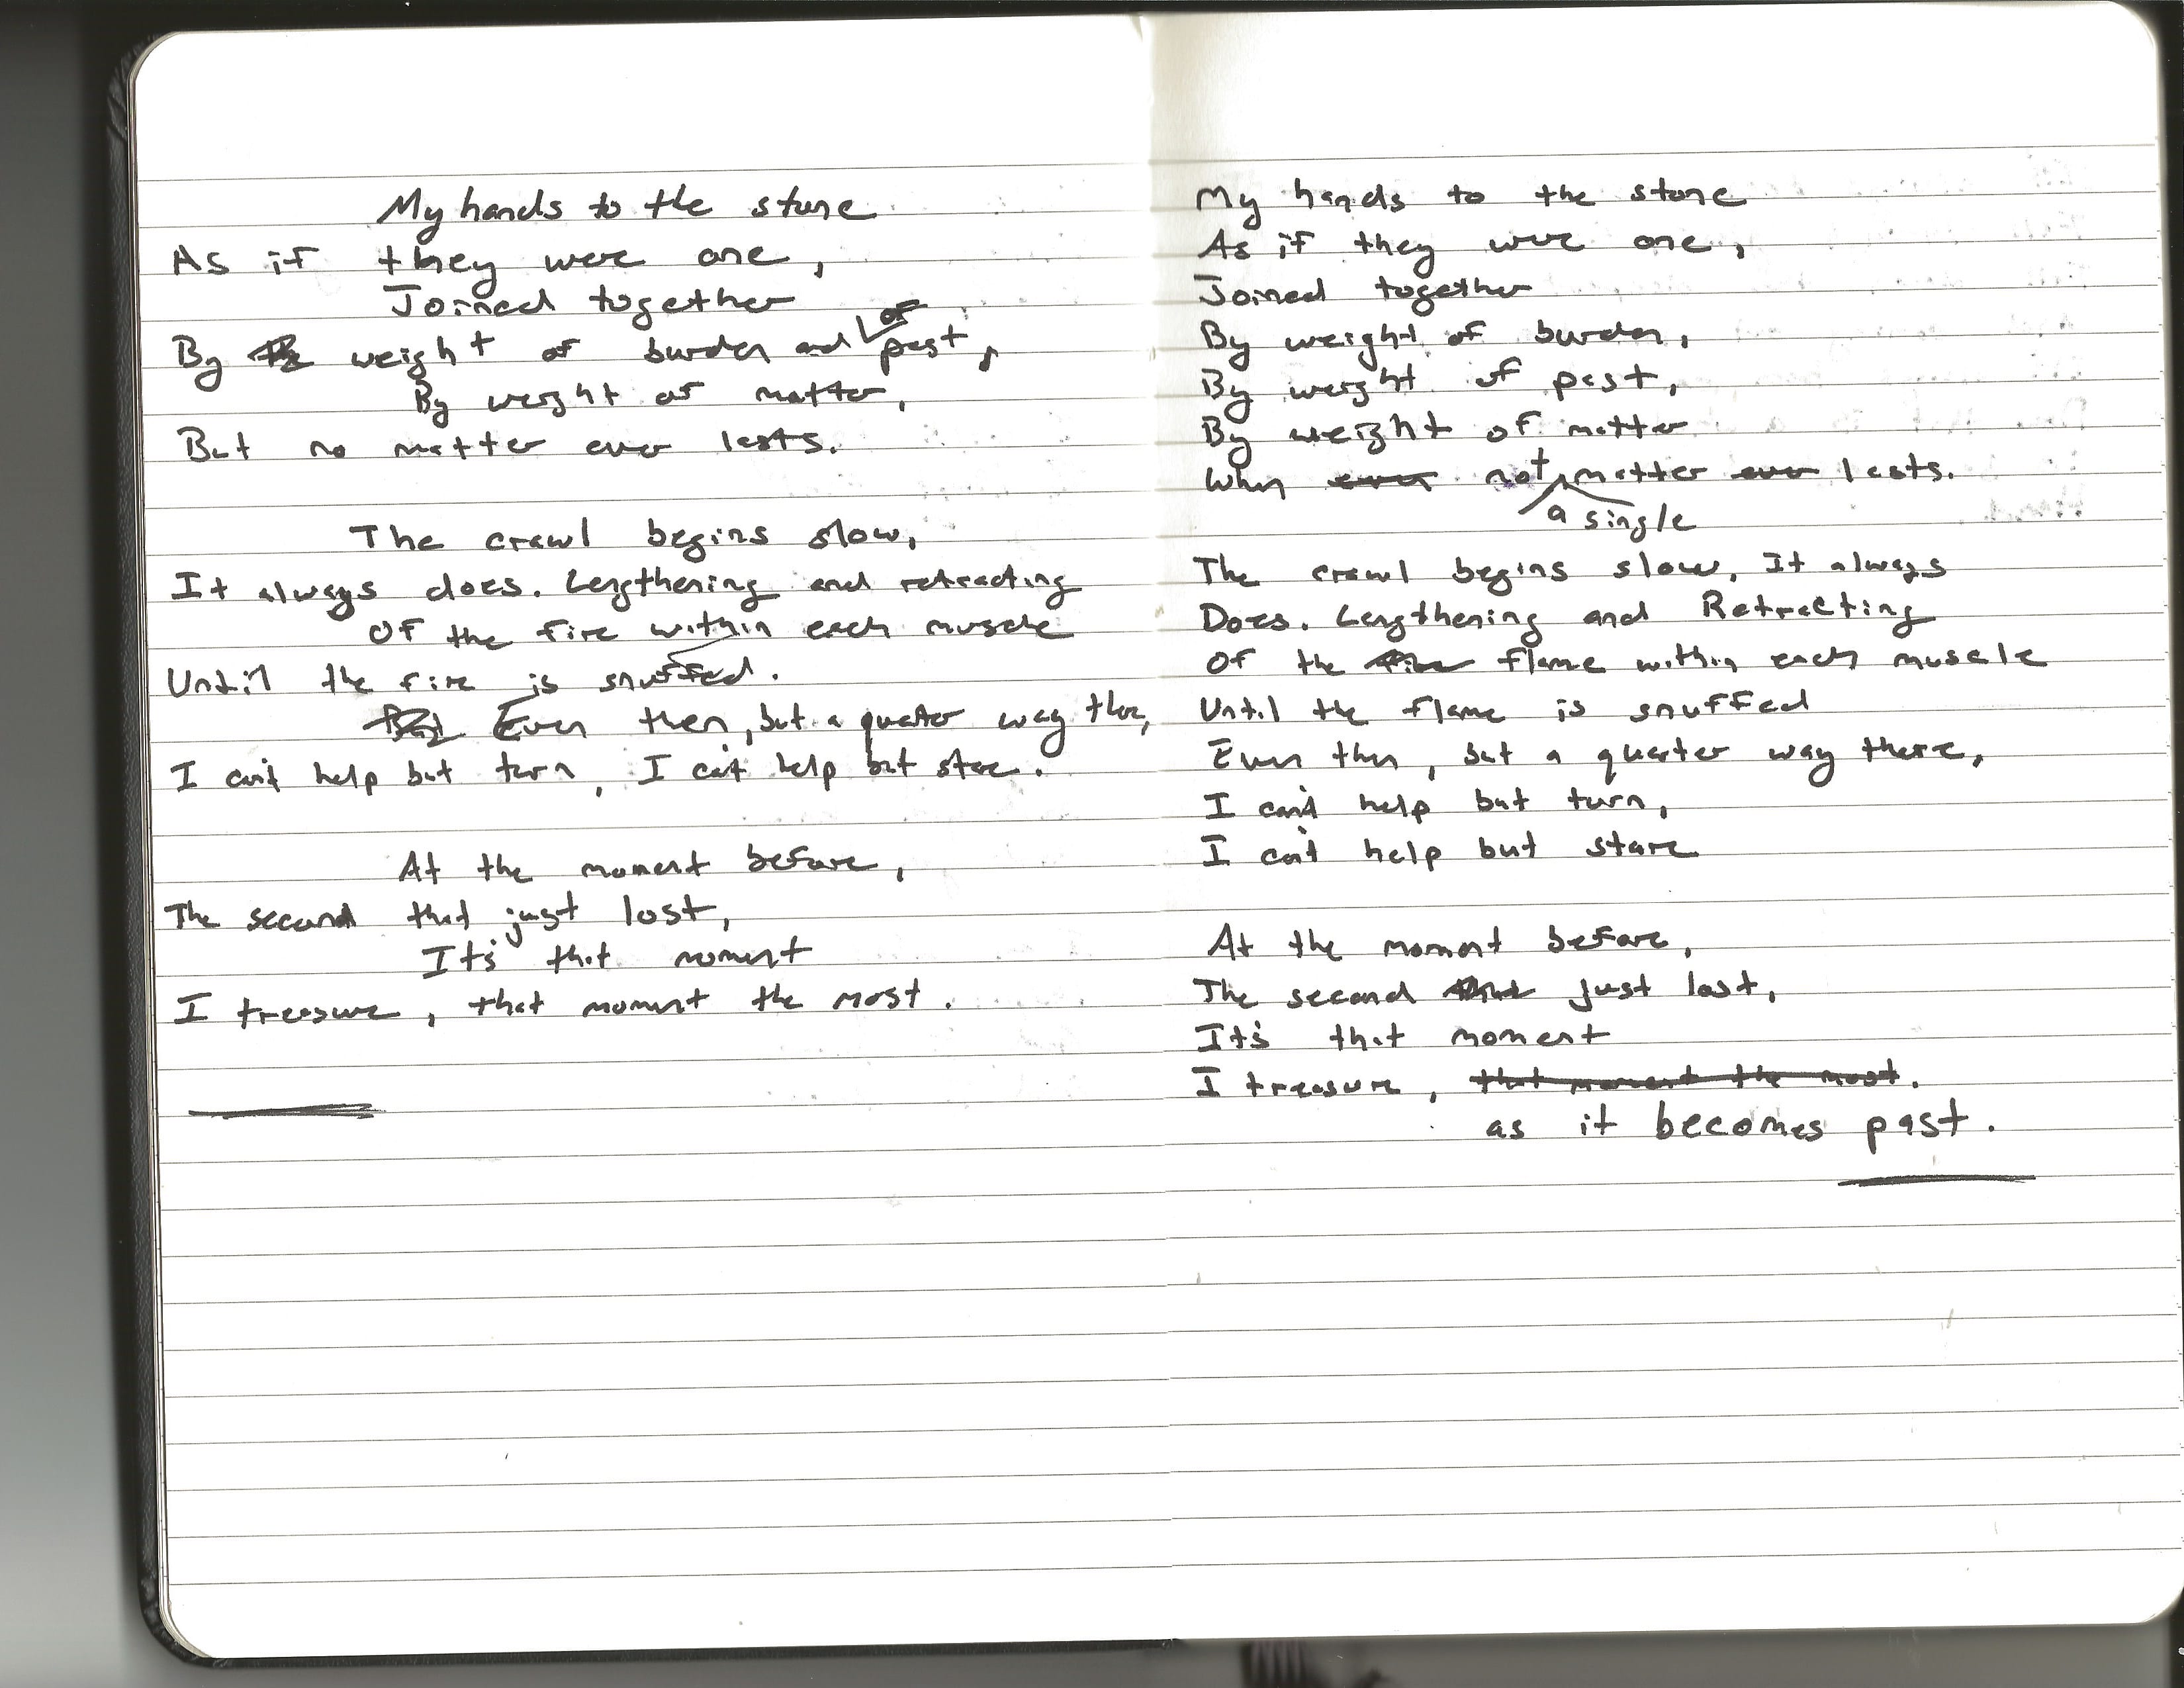 My hands to the stone
As if they were one,
Joined together
By weight of burden and of past,
By weight of matter,
But no matter ever lasts.
The crawl begins slow,
It always does. Lengthening and retracting
Of the fire within each muscle
Until the fire is snuffed.
Even then, but a quater way ther,
I can't help but turn, I can't help but stare.
At the moment before,
The second that just lost,
It's that moment
I treasure, that moment the most.
My hands to the stone
As if they were one,
Joined together
By weight of burden,
By weight of past,
By weight of matter
When ever not matter ever lasts.
a single
The crawl begins slow, It always
Does. Lengthening and Retracting
Of the fire flame within each muscle
Until the flame is snuffed
Even then, but a quarter way there,
I can't help but turn,
I can't help but stare
At the moment before,
The second that just lost,
It's that moment
I treasure, that moment the most.
as it becomes past.